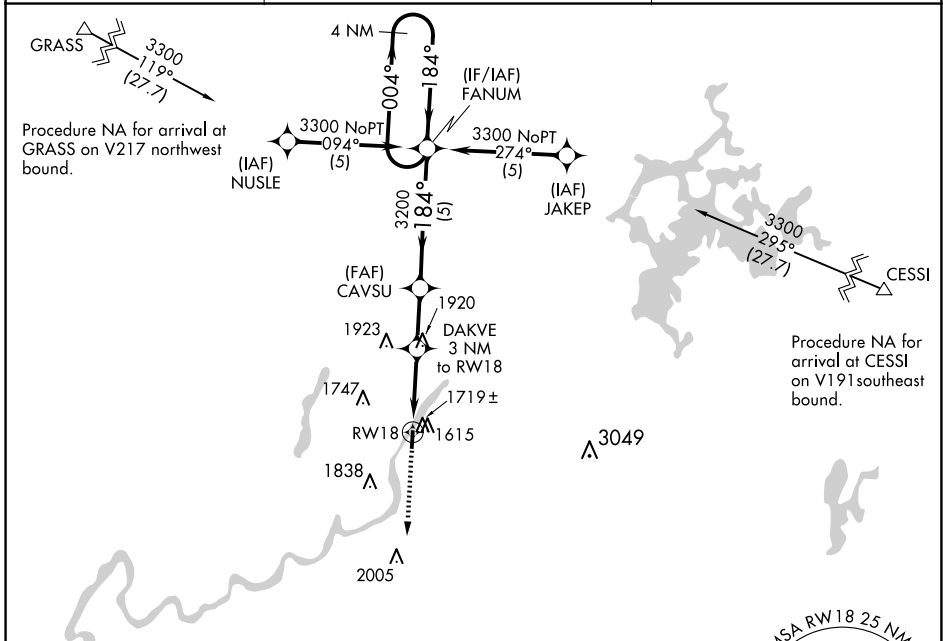 GRASS
3300
119°
(27.7)
Procedure NA for arrival at
GRASS on V217 northwest
bound.
4 NM
004°
184°
(IF/IAF)
FANUM
3300 NoPT
094°
(5)
(IAF)
NUSLE
3300 NoPT
274°
(5)
(IAF)
JAKEP
3200
184°
(5)
3300
295°
(27.7)
CESSI
Procedure NA for
arrival at CESSI
on V191southeast
bound.
(FAF)
CAVSU
1920
1923
DAKVE
3 NM
to RW18
1747
1719±
RW18
1615
3049
1838
2005
MSA RW18 25 NM